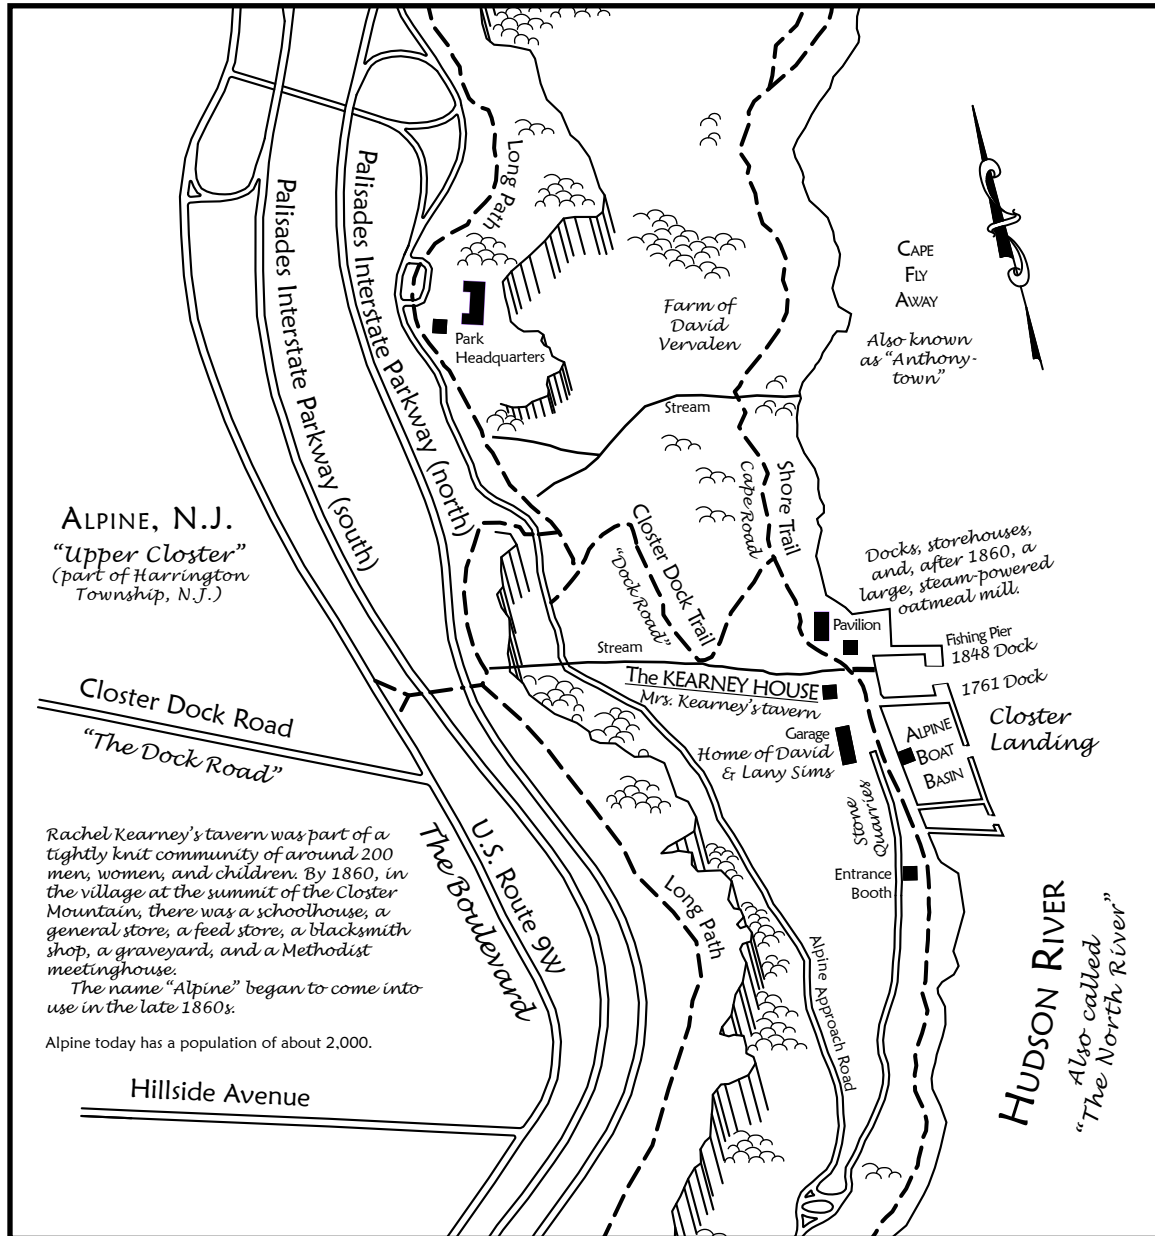 Long Path
Palisades Interstate Parkway (south)
Palisades Interstate Parkway (north)
Park
Headquarters
Farm of
David
Vervalen
CAPE
FLY
AWAY
Also known
as “Anthony-
town”
Stream
Shore Trail
Cape Road
Closter Dock Trail
“Dock Road”
ALPINE, N.J.
“Upper Closter”
(part of Harrington
Township, N.J.)
Docks, storehouses,
and, after 1860, a
large, steam-powered
oatmeal mill.
Pavilion
Fishing Pier
1848 Dock
1761 Dock
Closter
Landing
Stream
The KEARNEY HOUSE
Mrs. Kearney’s tavern
Garage
Home of David
& Lany Sims
ALPINE
BOAT
BASIN
Stone
Quarries
Entrance
Booth
Closter Dock Road
“The Dock Road”
U.S. Route 9W
The Boulevard
Long Path
Alpine Approach Road
HUDSON RIVER
Also called
“The North River”
Rachel Kearney’s tavern was part of a
tightly knit community of around 200
men, women, and children. By 1860, in
the village at the summit of the Closter
Mountain, there was a schoolhouse, a
general store, a feed store, a blacksmith
shop, a graveyard, and a Methodist
meetinghouse.
The name “Alpine” began to come into
use in the late 1860s.
Alpine today has a population of about 2,000.
Hillside Avenue